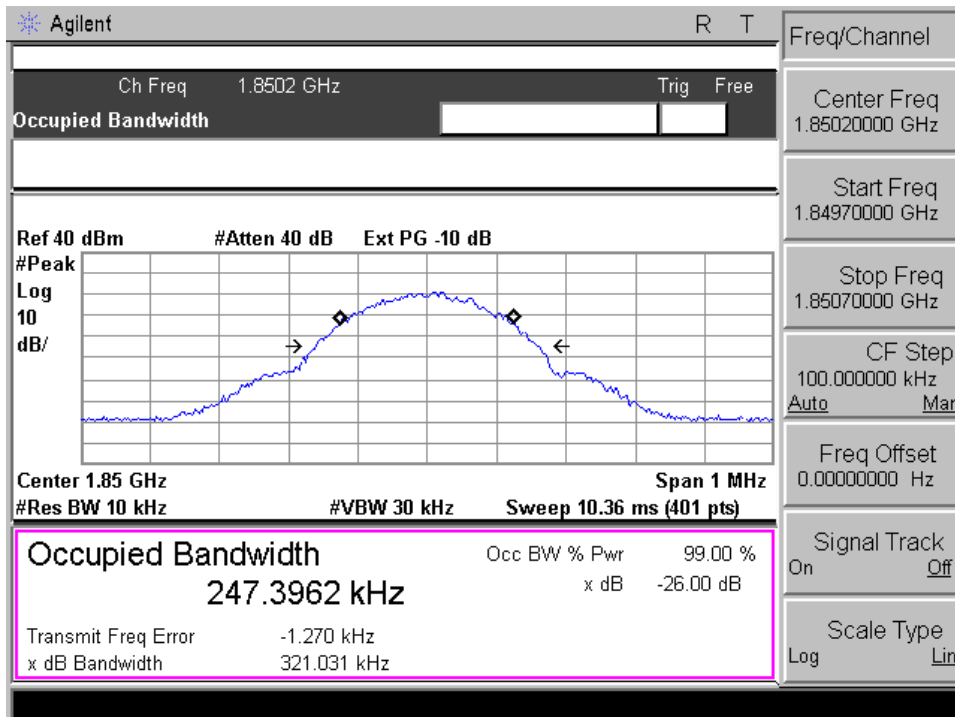 Agilent R T
Freq/Channel
Ch Freq 1.8502 GHz Trig Free
Occupied Bandwidth
Center Freq
1.85020000 GHz
Start Freq
1.84970000 GHz
Stop Freq
1.85070000 GHz
CF Step
100.000000 kHz
Auto Man
Freq Offset
0.00000000 Hz
Signal Track
On Off
Scale Type
Log Lin
Ref 40 dBm #Atten 40 dB Ext PG -10 dB
#Peak
Log
10
dB/
Center 1.85 GHz Span 1 MHz
#Res BW 10 kHz #VBW 30 kHz Sweep 10.36 ms (401 pts)
Occupied Bandwidth
247.3962 kHz
Occ BW % Pwr 99.00 %
x dB -26.00 dB
Transmit Freq Error -1.270 kHz
x dB Bandwidth 321.031 kHz